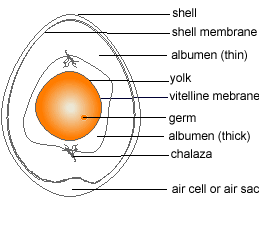 shell
shell membrane
albumen (thin)
yolk
vitelline mebrane
germ
albumen (thick)
chalaza
air cell or air sac